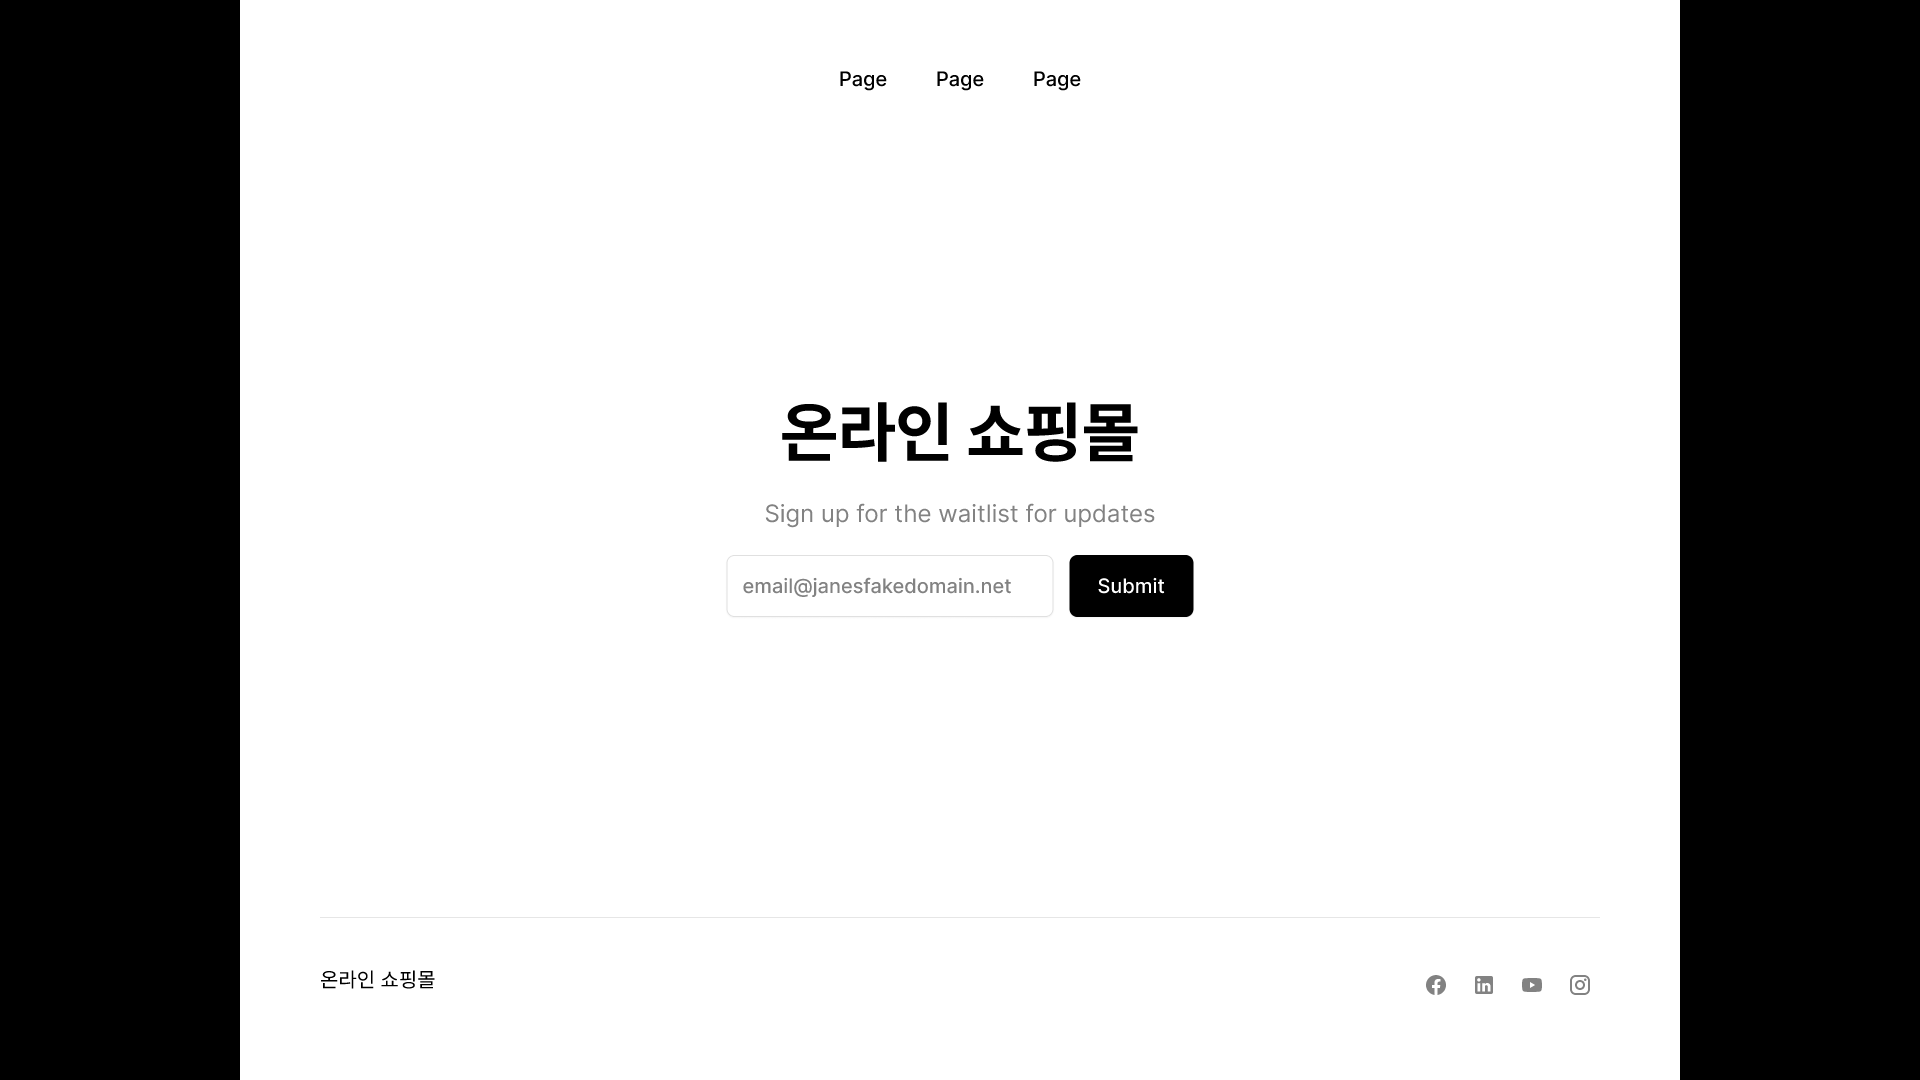 Page Page Page
온라인 쇼핑몰
Sign up for the waitlist for updates
email@janesfakedomain.net Submit
온라인 쇼핑몰